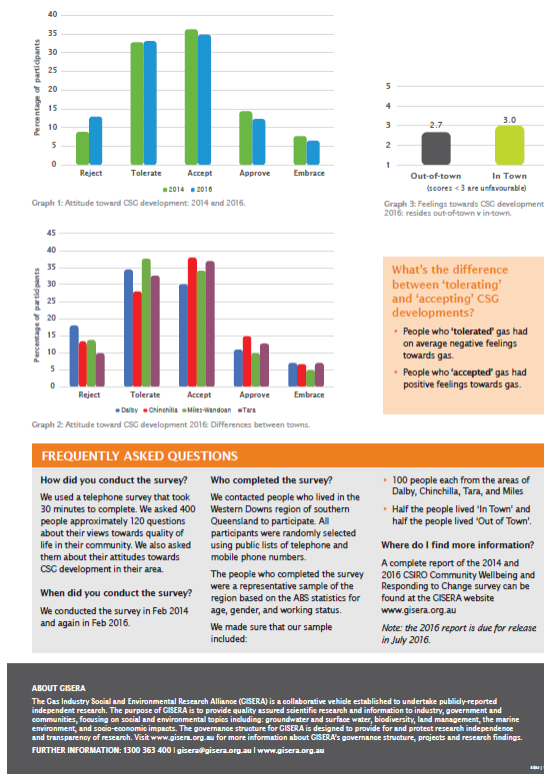 40
35
30
25
20
15
10
5
0
Percentage of participants
Reject Tolerate Accept Approve Embrace
2014 2016
Graph 1: Attitude toward CSG development: 2014 and 2016.
5
4
3
2
1
2.7
3.0
Out-of-town In Town
(scores < 3 are unfavourable)
Graph 3: Feelings towards CSG development
2016: resides out-of-town v in-town.
45
40
35
30
25
20
15
10
5
0
Percentage of participants
Reject Tolerate Accept Approve Embrace
Dalby Chinchilla Miles-Wandoan Tara
Graph 2: Attitude toward CSG development 2016: Differences between towns.
What's the difference
between 'tolerating'
and 'accepting' CSG
developments?
• People who 'tolerated' gas had
on average negative feelings
towards gas.
• People who 'accepted' gas had
positive feelings towards gas.
FREQUENTLY ASKED QUESTIONS
How did you conduct the survey?
We used a telephone survey that took
30 minutes to complete. We asked 400
people approximately 120 questions
about their views towards quality of
life in their community. We also asked
them about their attitudes towards
CSG development in their area.
When did you conduct the survey?
We conducted the survey in Feb 2014
and again in Feb 2016.
Who completed the survey?
We contacted people who lived in the
Western Downs region of southern
Queensland to participate. All
participants were randomly selected
using public lists of telephone and
mobile phone numbers.
The people who completed the survey
were a representative sample of the
region based on the ABS statistics for
age, gender, and working status.
We made sure that our sample
included:
• 100 people each from the areas of
Dalby, Chinchilla, Tara, and Miles
• Half the people lived 'In Town' and
half the people lived 'Out of Town'.
Where do I find more information?
A complete report of the 2014 and
2016 CSIRO Community Wellbeing and
Responding to Change survey can be
found at the GISERA website
www.gisera.org.au
Note: the 2016 report is due for release
in July 2016.
ABOUT GISERA
The Gas Industry Social and Environmental Research Alliance (GISERA) is a collaborative vehicle established to undertake publicly-reported
independent research. The purpose of GISERA is to provide quality assured scientific research and information to industry, government and
communities, focusing on social and environmental topics including: groundwater and surface water, biodiversity, land management, the marine
environment, and socio-economic impacts. The governance structure for GISERA is designed to provide for and protect research independence
and transparency of research. Visit www.gisera.org.au for more information about GISERA's governance structure, projects and research findings.
FURTHER INFORMATION: 1300 363 400 | gisera@gisera.org.au | www.gisera.org.au